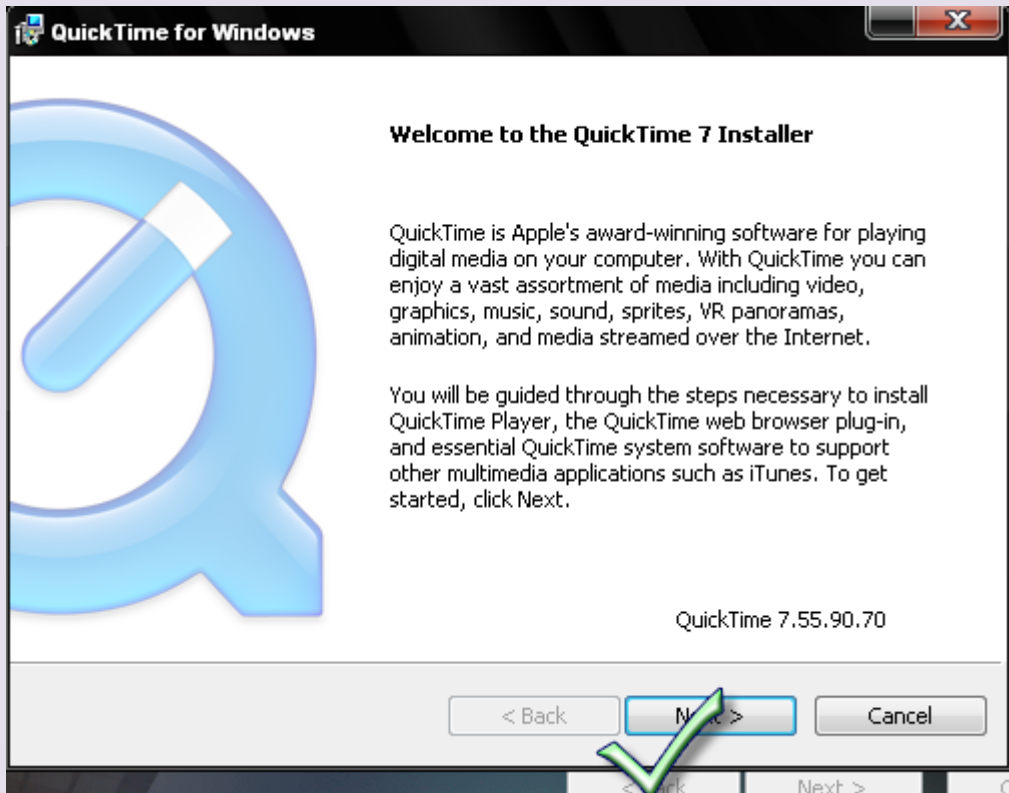 QuickTime for Windows
Welcome to the QuickTime 7 Installer
QuickTime is Apple's award-winning software for playing
digital media on your computer. With QuickTime you can
enjoy a vast assortment of media including video,
graphics, music, sound, sprites, VR panoramas,
animation, and media streamed over the Internet.
You will be guided through the steps necessary to install
QuickTime Player, the QuickTime web browser plug-in,
and essential QuickTime system software to support
other multimedia applications such as iTunes. To get
started, click Next.
QuickTime 7.55.90.70
< Back Next > Cancel
< Back Next >